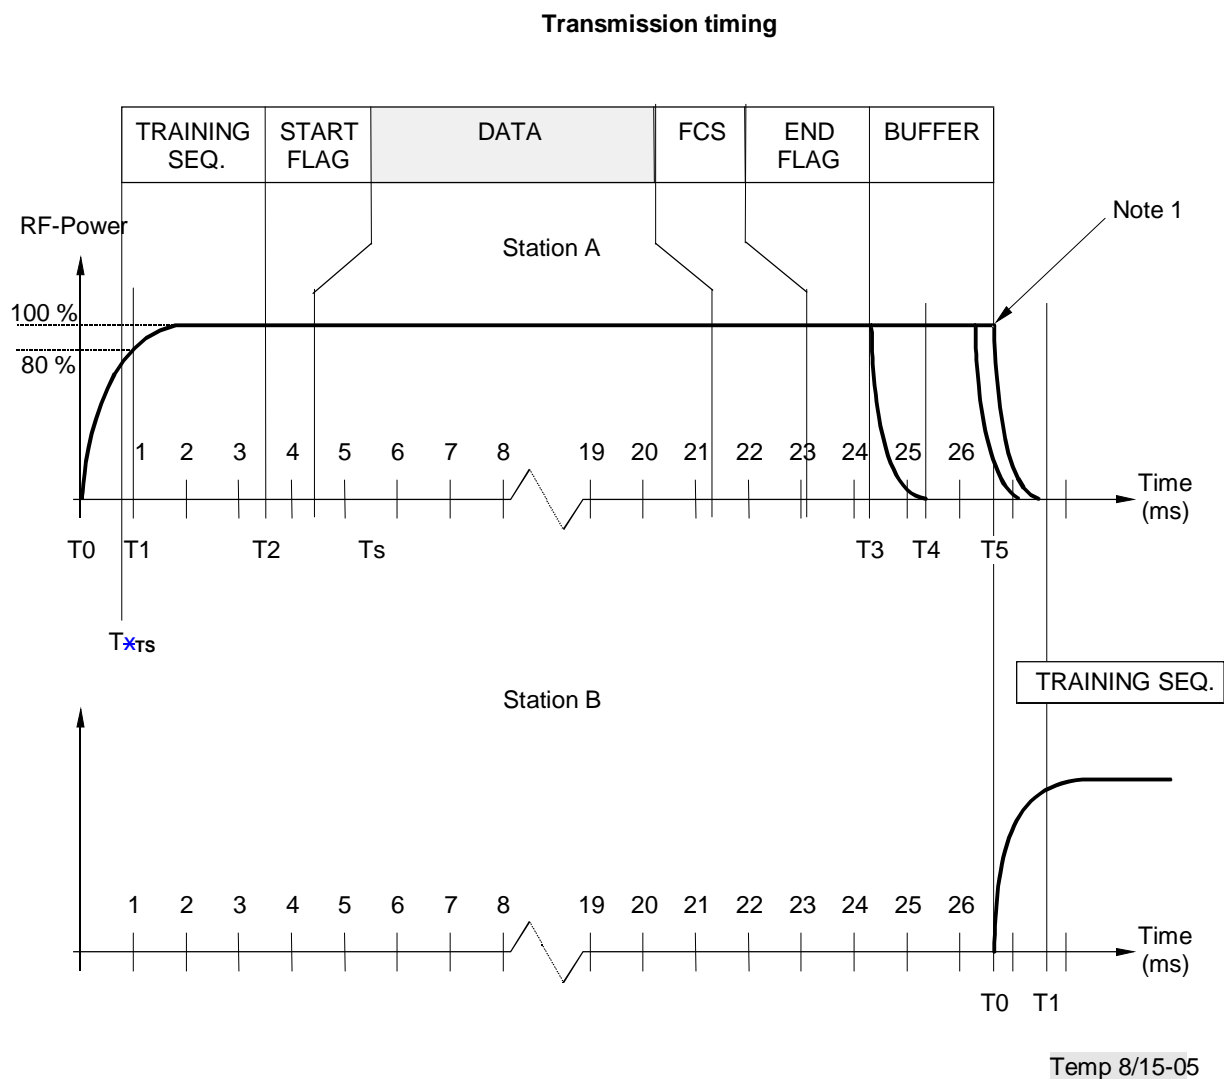 Transmission timing
TRAINING SEQ. START FLAG DATA FCS END FLAG BUFFER
RF-Power
Note 1
Station A
100 %
80 %
1 2 3 4 5 6 7 8 19 20 21 22 23 24 25 26
Time (ms)
T0 T1 T2 Ts T3 T4 T5
TxTS
TRAINING SEQ.
Station B
1 2 3 4 5 6 7 8 19 20 21 22 23 24 25 26
Time (ms)
T0 T1
Temp 8/15-05